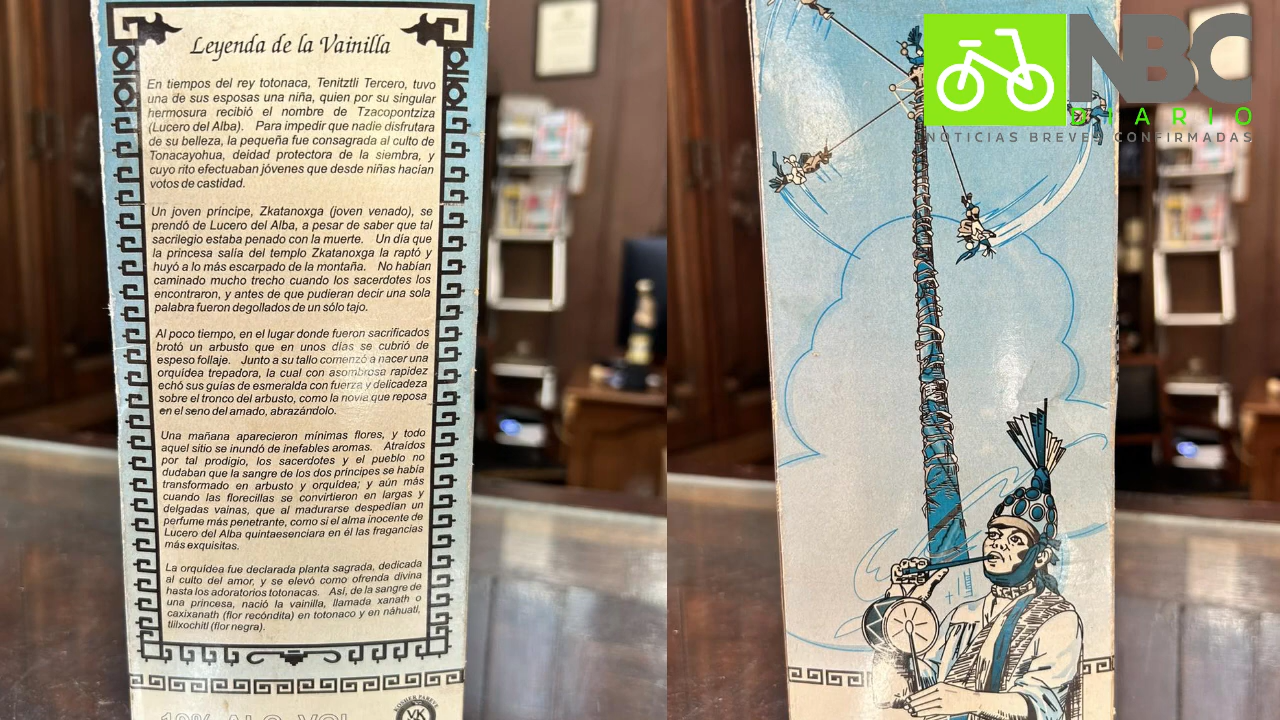 Leyenda de la Vainilla
En tiempos del rey totonaca, Tenitztli Tercero, tuvo
una de sus esposas una niña, quien por su singular
hermosura recibió el nombre de Tzacopontziza
(Lucero del Alba). Para impedir que nadie disfrutara
de su belleza, la pequeña fue consagrada al culto de
Tonacayohua, deidad protectora de la siembra, y
cuyo rito efectuaban jóvenes que desde niñas hacían
votos de castidad.
Un joven príncipe, Zkatanoxga (joven venado), se
prendó de Lucero del Alba, a pesar de saber que tal
sacrilegio estaba penado con la muerte. Un día que
la princesa salía del templo Zkatanoxga la raptó y
huyó a lo más escarpado de la montaña. No habían
caminado mucho trecho cuando los sacerdotes los
encontraron, y antes de que pudieran decir una sola
palabra fueron degollados de un sólo tajo.
Al poco tiempo, en el lugar donde fueron sacrificados
brotó un arbusto que en unos días se cubrió de
espeso follaje. Junto a su tallo comenzó a nacer una
orquídea trepadora, la cual con asombrosa rapidez
echó sus guías de esmeralda con fuerza y delicadeza
sobre el tronco del arbusto, como la novia que reposa
en el seno del amado, abrazándolo.
Una mañana aparecieron mínimas flores, y todo
aquel sitio se inundó de inefables aromas. Atraídos
por tal prodigio, los sacerdotes y el pueblo no
dudaban que la sangre de los dos príncipes se había
transformado en arbusto y orquídea; y aún más
cuando las florecillas se convirtieron en largas y
delgadas vainas, que al madurarse despedían un
perfume más penetrante, como si el alma inocente de
Lucero del Alba quintaesenciara en él las fragancias
más exquisitas.
La orquídea fue declarada planta sagrada, dedicada
al culto del amor, y se elevó como ofrenda divina
hasta los adoratorios totonacas. Así, de la sangre de
una princesa, nació la vainilla, llamada xanath o
caxixanath (flor recóndita) en totonaco y en náhuatl,
tlilxochitl (flor negra).
10% ALC. VOL.
NBC
DIARIO
NOTICIAS BREVES CONFIRMADAS